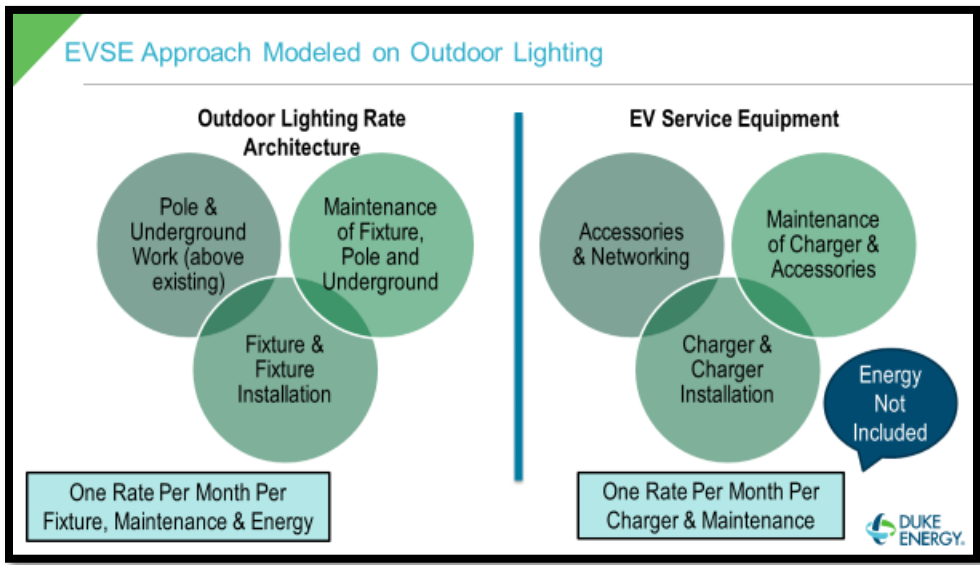 EVSE Approach Modeled on Outdoor Lighting
Outdoor Lighting Rate
Architecture
Pole &
Underground
Work (above
existing)
Maintenance
of Fixture,
Pole and
Underground
Fixture &
Fixture
Installation
One Rate Per Month Per
Fixture, Maintenance & Energy
EV Service Equipment
Accessories
& Networking
Maintenance
of Charger &
Accessories
Charger &
Charger
Installation
Energy
Not
Included
One Rate Per Month Per
Charger & Maintenance
DUKE
ENERGY®